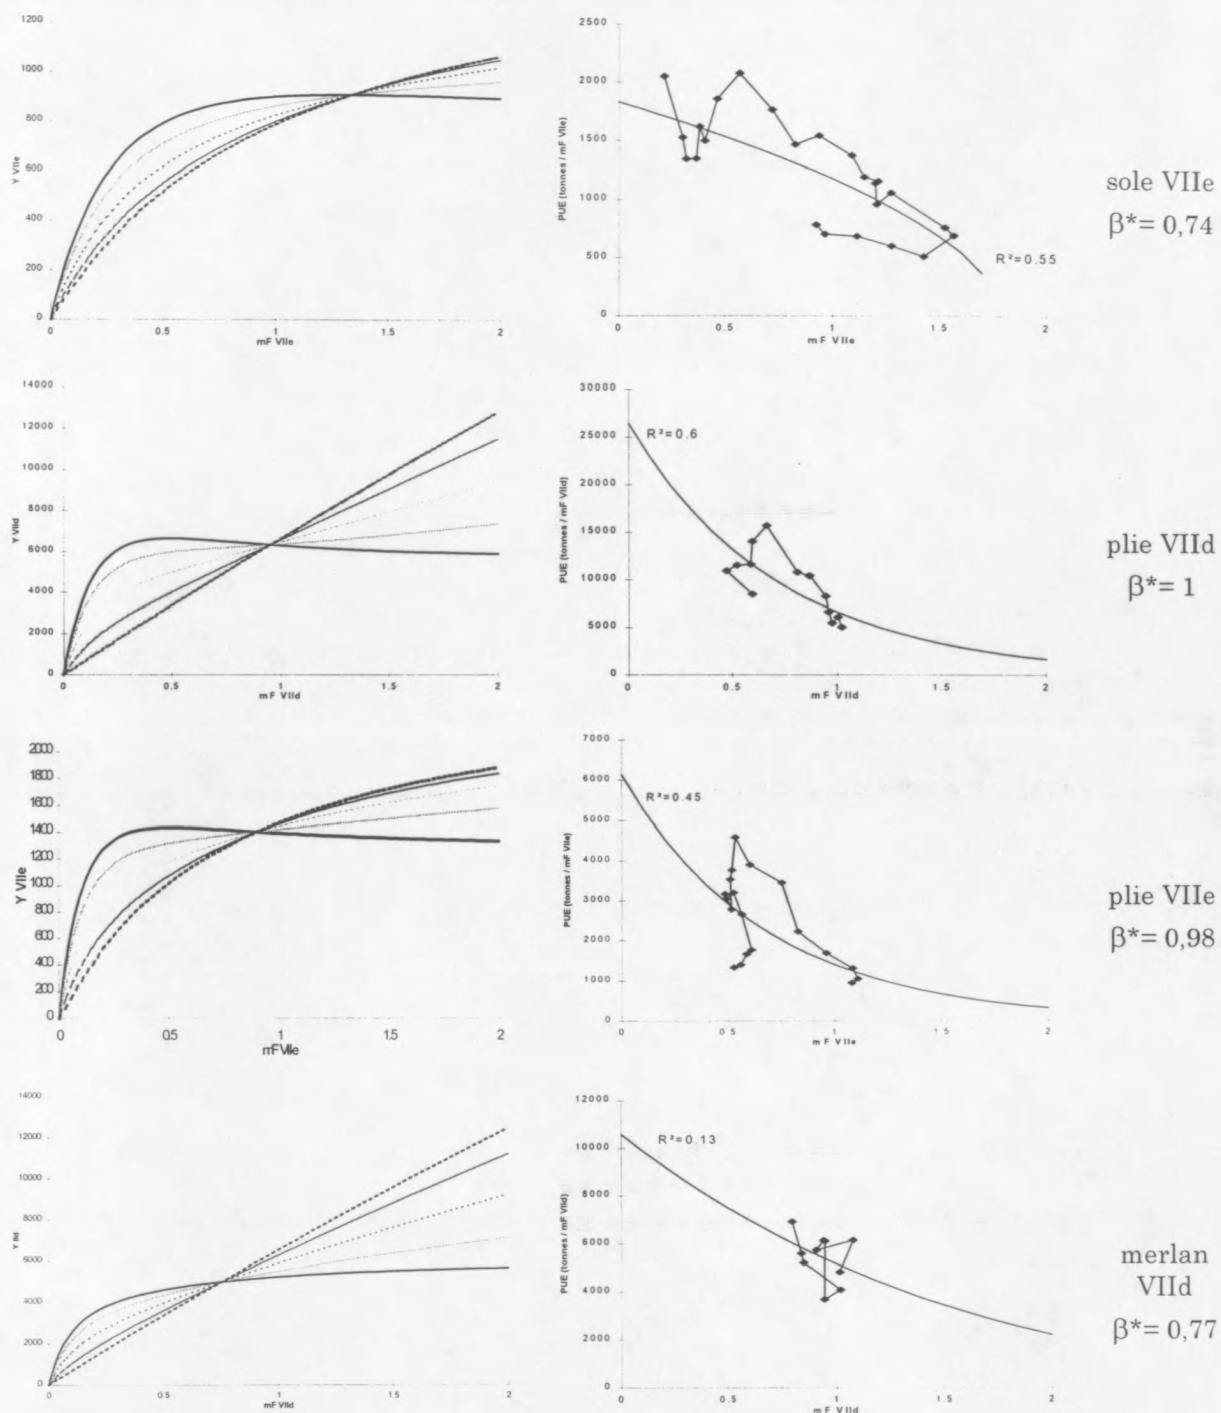 1200
1000
800
600
400
200
0
Y VIIe
0 0.5 1 1.5 2
mF VIIe
2500
2000
1500
1000
500
0
PUE (tonnes / mF VIIe)
R²=0.55
0 0.5 1 1.5 2
mF VIIe
sole VIIe
β*= 0,74
14000
12000
10000
8000
6000
4000
2000
0
Y VIId
0 0.5 1 1.5 2
mF VIId
30000
25000
20000
15000
10000
5000
0
PUE (tonnes / mF VIId)
R²=0.6
0 0.5 1 1.5 2
mF VIId
plie VIId
β*= 1
2000
1800
1600
1400
1200
1000
800
600
400
200
0
Y VIIe
0 0.5 1 1.5 2
mF VIIe
7000
6000
5000
4000
3000
2000
1000
0
PUE (tonnes / mF VIIe)
R²=0.45
0 0.5 1 1.5 2
mF VIIe
plie VIIe
β*= 0,98
14000
12000
10000
8000
6000
4000
2000
0
0 0.5 1 1.5 2
mF VIId
12000
10000
8000
6000
4000
2000
0
PUE (tonnes / mF VIId)
R²=0.13
0 0.5 1 1.5 2
mF VIId
merlan
VIId
β*= 0,77